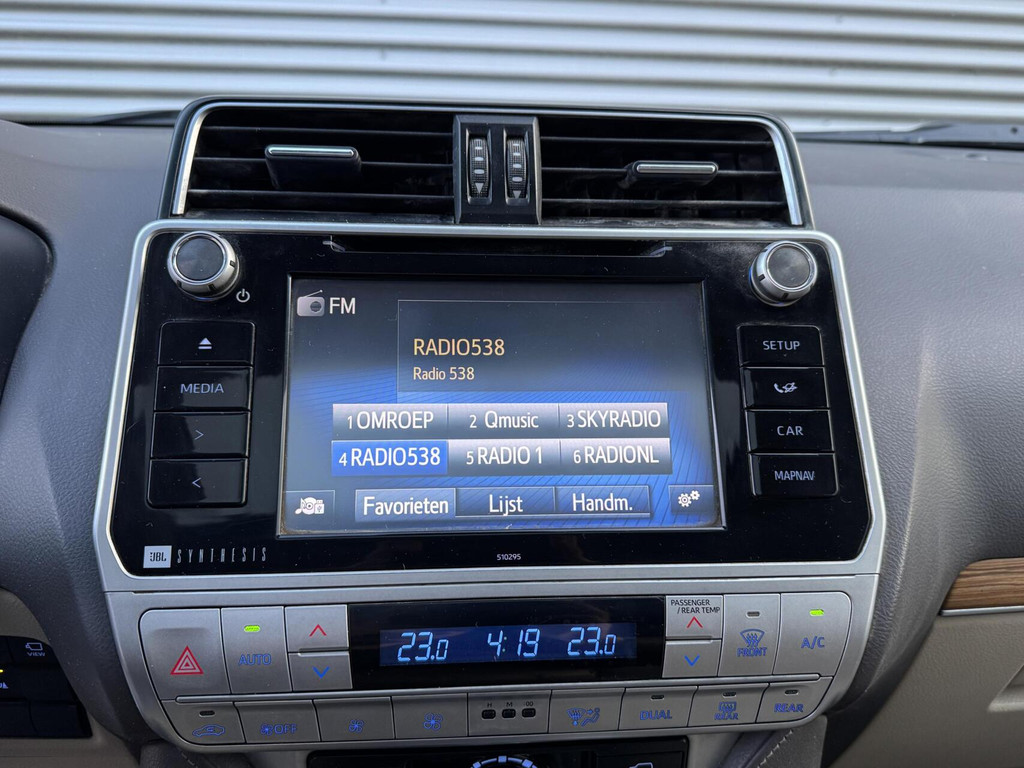 FM
RADIO538
Radio 538
1 OMROEP 2 Qmusic 3 SKYRADIO
4 RADIO538 5 RADIO 1 6 RADIONL
Favorieten Lijst Handm.
MEDIA
>
<
SETUP
CAR
MAPNAV
JBL SYNTHESIS
510295
PASSENGER
/ REAR TEMP
AUTO
23.0 4:19 23.0
FRONT
A/C
OFF
H M :00
DUAL
REAR
REAR
VIEW